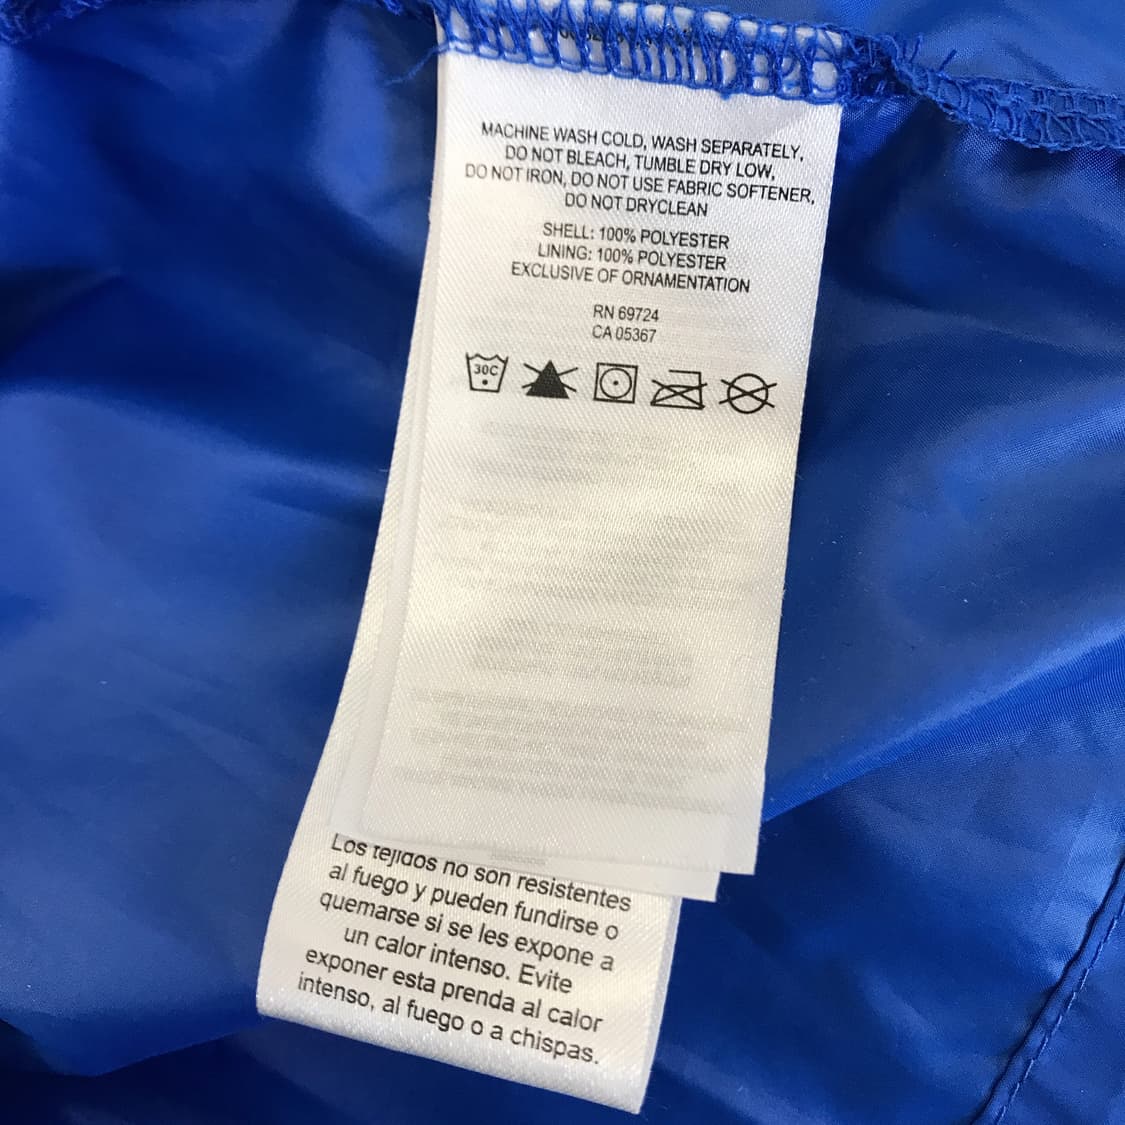 MACHINE WASH COLD, WASH SEPARATELY,
DO NOT BLEACH, TUMBLE DRY LOW,
DO NOT IRON, DO NOT USE FABRIC SOFTENER,
DO NOT DRYCLEAN
SHELL: 100% POLYESTER
LINING: 100% POLYESTER
EXCLUSIVE OF ORNAMENTATION
RN 69724
CA 05367
30C
Los tejidos no son resistentes
al fuego y pueden fundirse o
quemarse si se les expone a
un calor intenso. Evite
exponer esta prenda al calor
intenso, al fuego o a chispas.